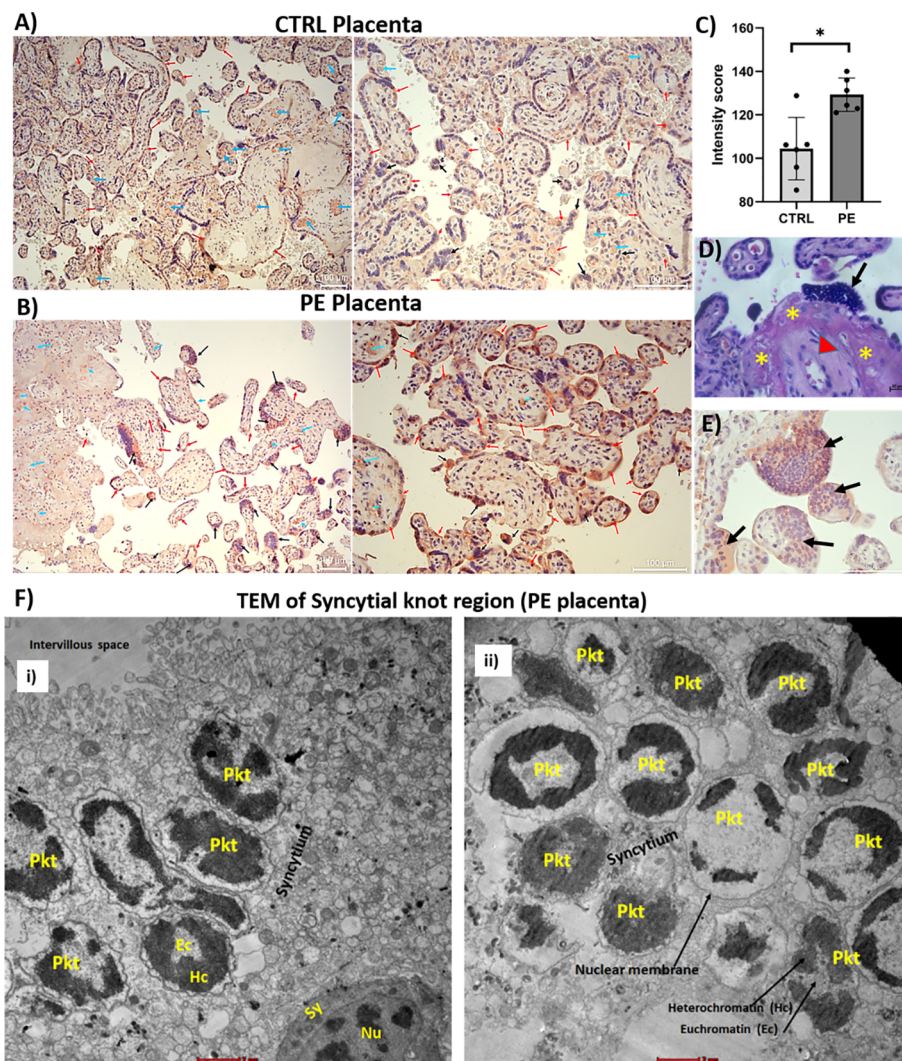 A)
CTRL Placenta
100 µm
B)
PE Placenta
100 µm
C)
*
Intensity score
160
140
120
100
80
CTRL
PE
D)
*
*
*
E)
F)
TEM of Syncytial knot region (PE placenta)
Intervillous space
i)
Pkt
Pkt
Pkt
Syncytium
Ec
Pkt
Hc
Sy
Nu
ii)
Pkt
Pkt
Pkt
Pkt
Pkt
Pkt
Pkt
Pkt
Syncytium
Pkt
Pkt
Nuclear membrane
Pkt
Heterochromatin (Hc)
Euchromatin (Ec)